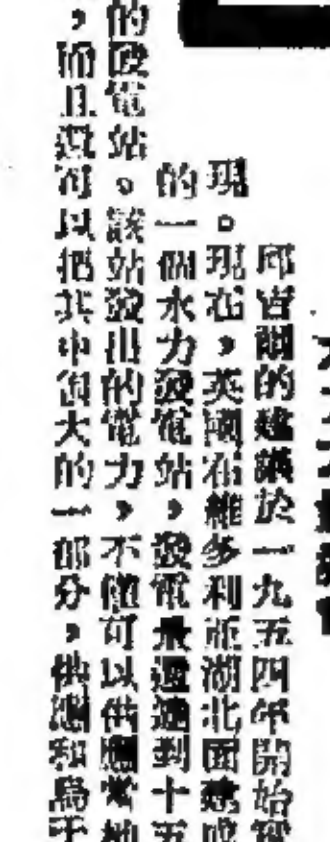 邱吉爾的建議於一九五四年開始實
現。現在，英國在維多利亞湖北面建成
的一個水力發電站，發電量達到十五
的發電站。該站發出的電力，不僅可以供應當地
，而且還可以把其中很大的一部分，供應和烏干